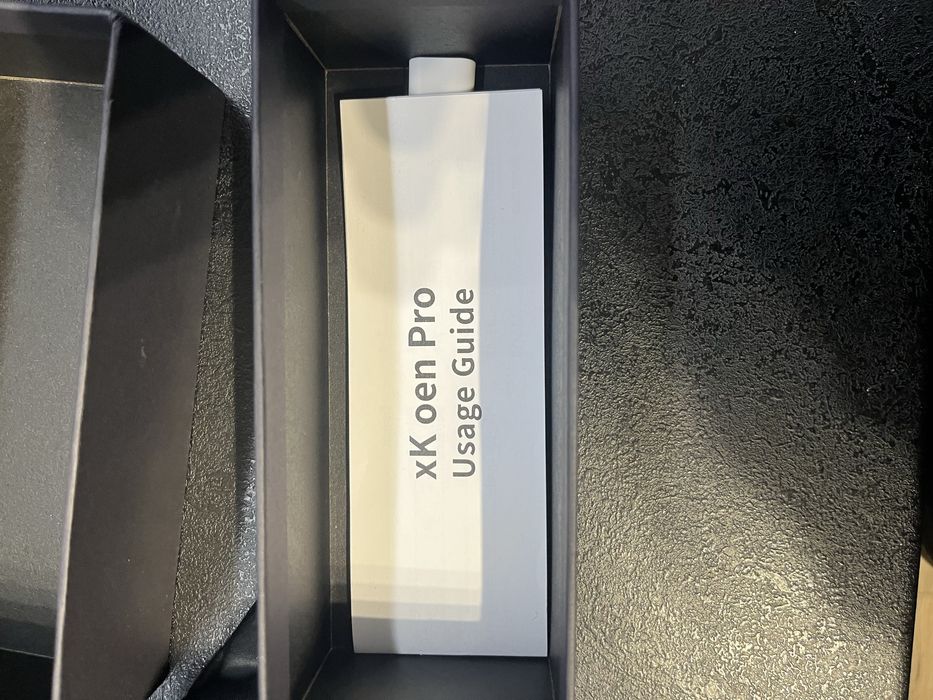 xK oen Pro
Usage Guide